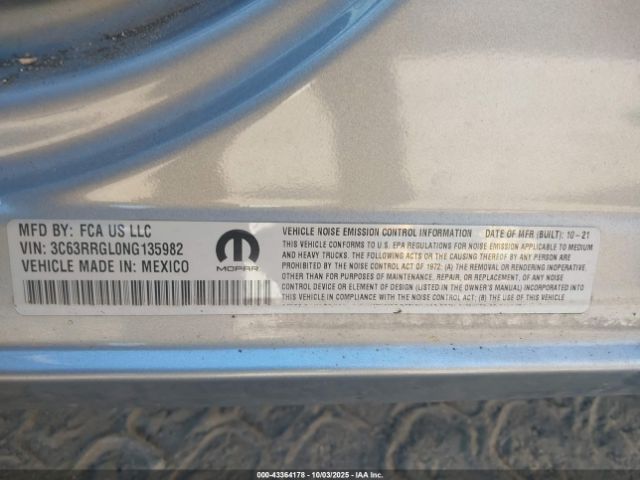 MFD BY: FCA US LLC
VIN: 3C63RRGL0NG135982
VEHICLE MADE IN: MEXICO
MOPAR
VEHICLE NOISE EMISSION CONTROL INFORMATION DATE OF MFR (BUILT): 10-21
THIS CONFORMS TO U.S. EPA REGULATIONS FOR NOISE EMISSION APPLICABLE TO MEDIUM
AND HEAVY TRUCKS. THE FOLLOWING ACTS OR THE CAUSING THEREOF BY ANY PERSON ARE
PROHIBITED BY THE NOISE CONTROL ACT OF 1972: (A) THE REMOVAL OR RENDERING INOPERATIVE,
OTHER THAN FOR PURPOSES OF MAINTENANCE, REPAIR, OR REPLACEMENT, OF ANY NOISE
CONTROL DEVICE OR ELEMENT OF DESIGN (LISTED IN THE OWNER'S MANUAL) INCORPORATED INTO
THIS VEHICLE IN COMPLIANCE WITH THE NOISE CONTROL ACT; (B) THE USE OF THIS VEHICLE
000-43364178 - 10/03/2025 - IAA Inc.